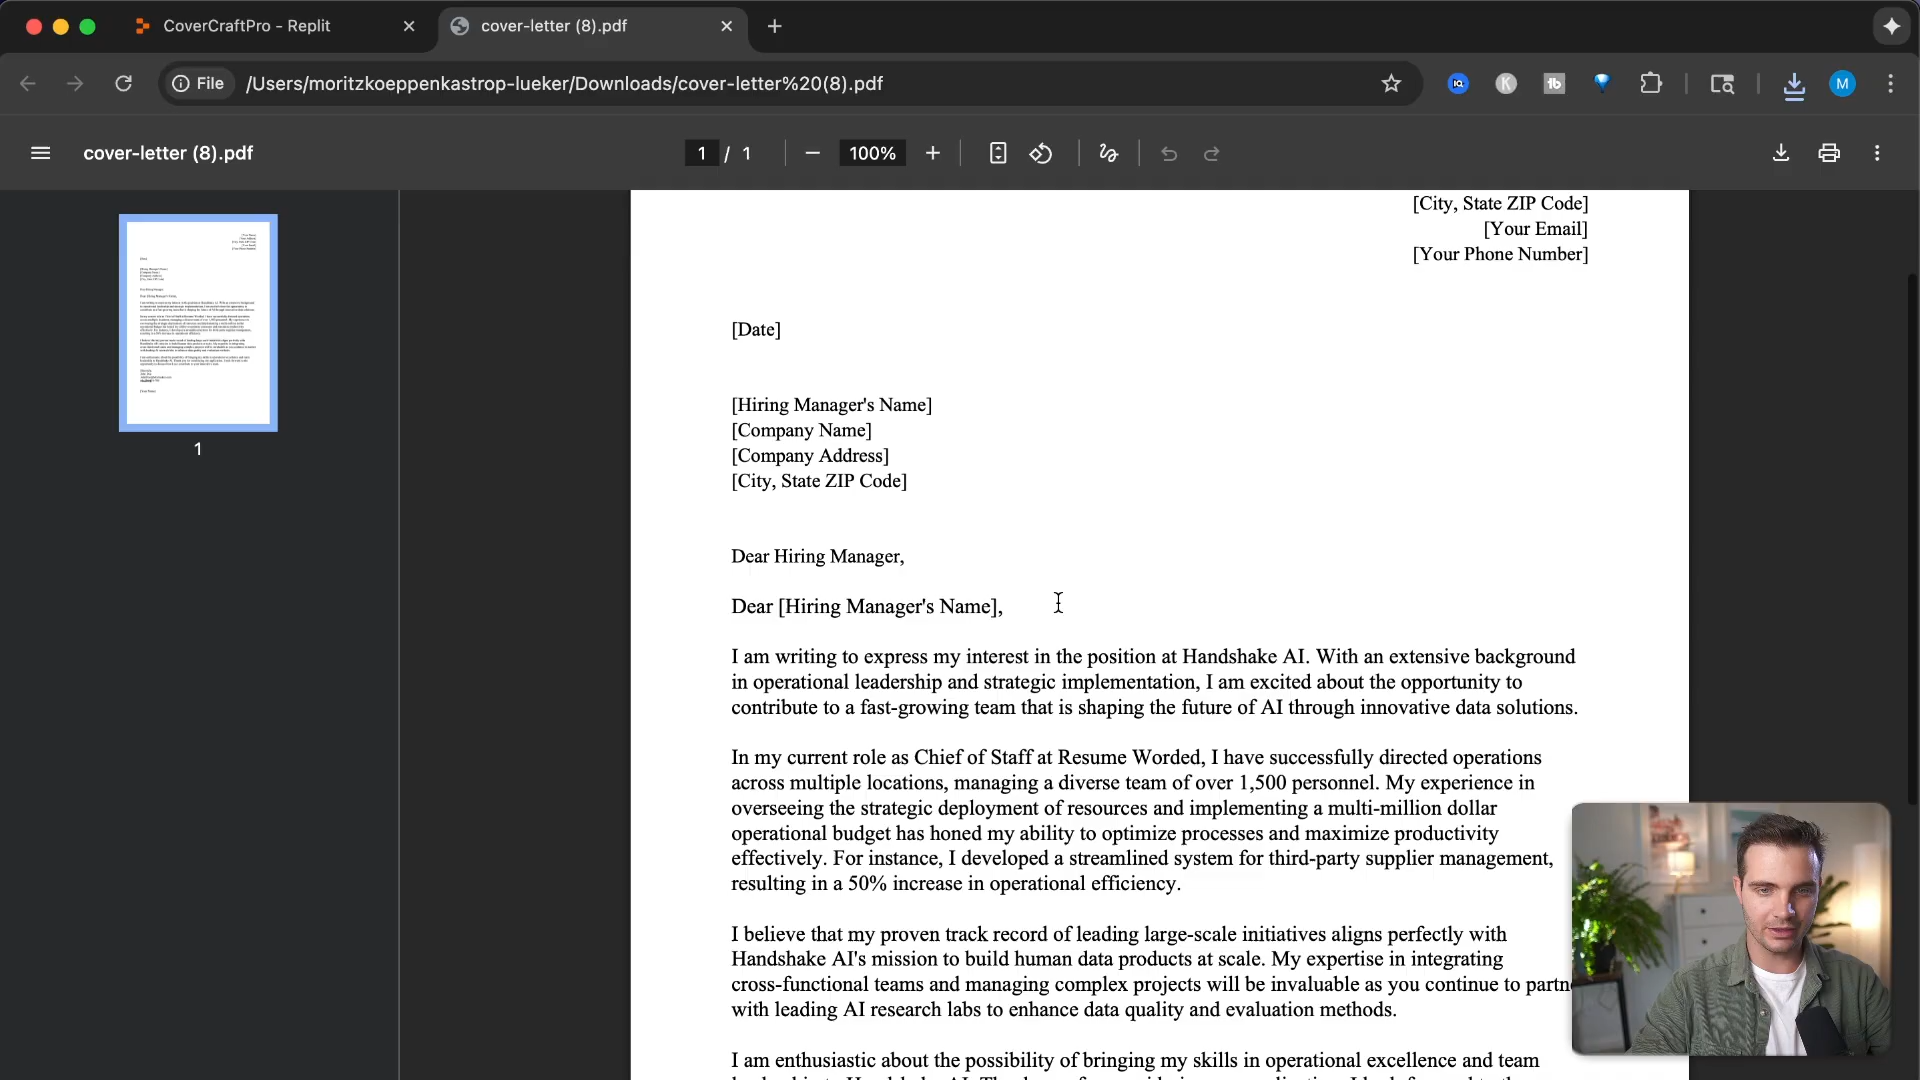 CoverCraftPro - Replit
cover-letter (8).pdf
File
/Users/moritzkoeppenkastrop-lueker/Downloads/cover-letter%20(8).pdf
M
cover-letter (8).pdf
1 / 1
100%
[City, State ZIP Code]
[Your Email]
[Your Phone Number]
[Date]
[Hiring Manager's Name]
[Company Name]
[Company Address]
[City, State ZIP Code]
1
Dear Hiring Manager,
Dear [Hiring Manager's Name],
I am writing to express my interest in the position at Handshake AI. With an extensive background
in operational leadership and strategic implementation, I am excited about the opportunity to
contribute to a fast-growing team that is shaping the future of AI through innovative data solutions.
In my current role as Chief of Staff at Resume Worded, I have successfully directed operations
across multiple locations, managing a diverse team of over 1,500 personnel. My experience in
overseeing the strategic deployment of resources and implementing a multi-million dollar
operational budget has honed my ability to optimize processes and maximize productivity
effectively. For instance, I developed a streamlined system for third-party supplier management,
resulting in a 50% increase in operational efficiency.
I believe that my proven track record of leading large-scale initiatives aligns perfectly with
Handshake AI's mission to build human data products at scale. My expertise in integrating
cross-functional teams and managing complex projects will be invaluable as you continue to
with leading AI research labs to enhance data quality and evaluation methods.
I am enthusiastic about the possibility of bringing my skills in operational excellence and team